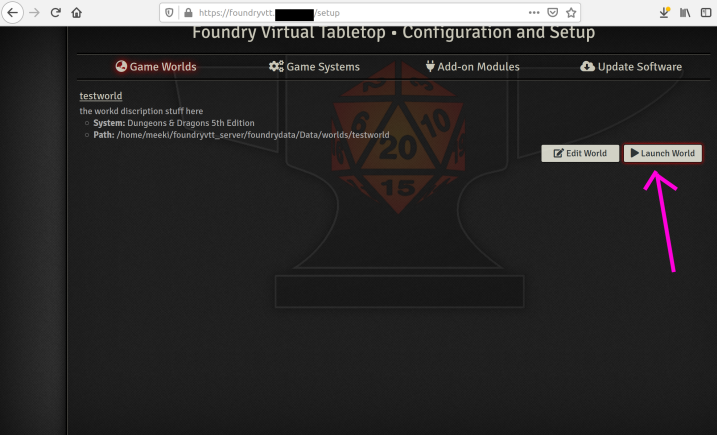 https://foundryvtt. /setup
Foundry Virtual Tabletop • Configuration and Setup
Game Worlds Game Systems Add-on Modules Update Software
testworld
the workd discription stuff here
System: Dungeons & Dragons 5th Edition
Path: /home/meeki/foundryvtt_server/foundrydata/Data/worlds/testworld
Edit World Launch World
6 10
20
15